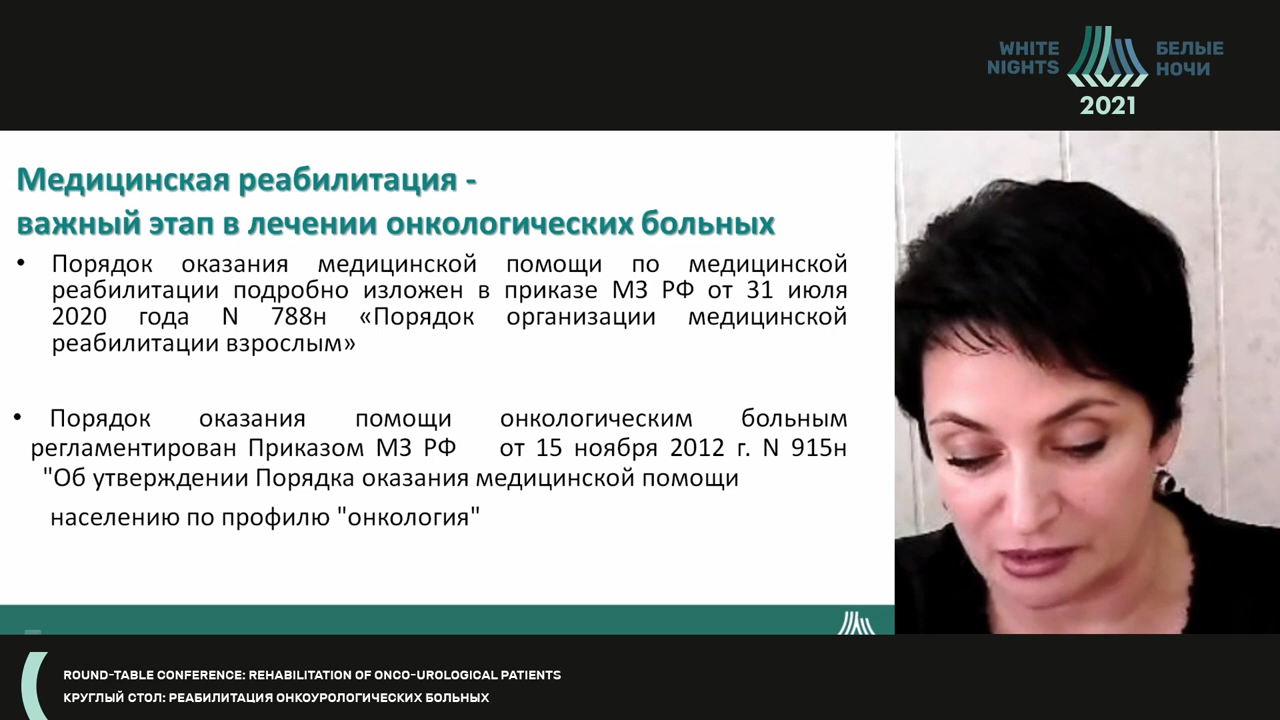 WHITE
NIGHTS
БЕЛЫЕ
НОЧИ
2021
Медицинская реабилитация -
важный этап в лечении онкологических больных
• Порядок оказания медицинской помощи по медицинской
реабилитации подробно изложен в приказе МЗ РФ от 31 июля
2020 года N 788н «Порядок организации медицинской
реабилитации взрослым»
• Порядок оказания помощи онкологическим больным
регламентирован Приказом МЗ РФ от 15 ноября 2012 г. N 915н
"Об утверждении Порядка оказания медицинской помощи
населению по профилю "онкология"
ROUND-TABLE CONFERENCE: REHABILITATION OF ONCO-UROLOGICAL PATIENTS
КРУГЛЫЙ СТОЛ: РЕАБИЛИТАЦИЯ ОНКОУРОЛОГИЧЕСКИХ БОЛЬНЫХ